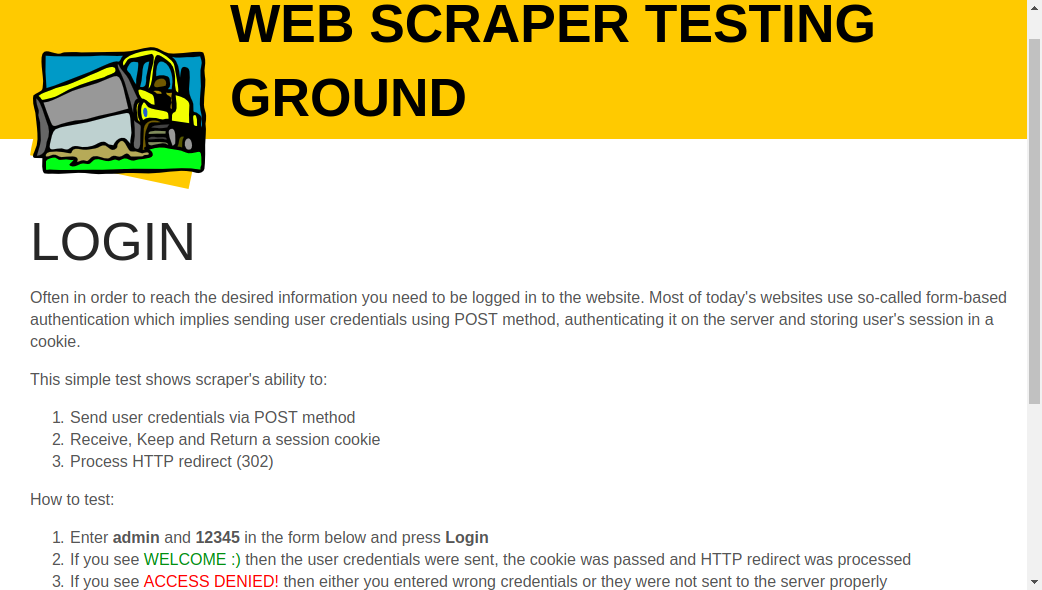 WEB SCRAPER TESTING
GROUND
LOGIN
Often in order to reach the desired information you need to be logged in to the website. Most of today's websites use so-called form-based
authentication which implies sending user credentials using POST method, authenticating it on the server and storing user's session in a
cookie.
This simple test shows scraper's ability to:
1. Send user credentials via POST method
2. Receive, Keep and Return a session cookie
3. Process HTTP redirect (302)
How to test:
1. Enter admin and 12345 in the form below and press Login
2. If you see WELCOME :) then the user credentials were sent, the cookie was passed and HTTP redirect was processed
3. If you see ACCESS DENIED! then either you entered wrong credentials or they were not sent to the server properly